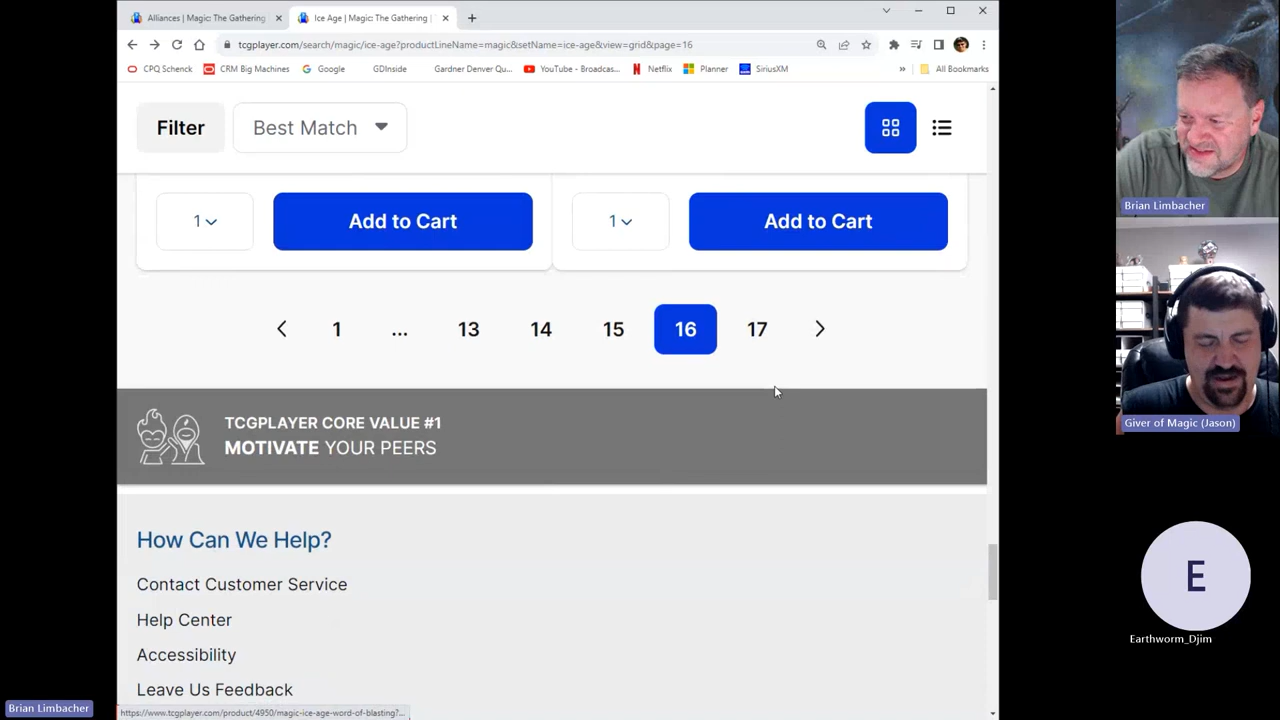 Alliances | Magic: The Gathering
Ice Age | Magic: The Gathering |
tcgplayer.com/search/magic/ice-age?productLineName=magic&setName=ice-age&view=grid&page=16
CPQ Schenck
CRM Big Machines
Google
GDInside
Gardner Denver Qu...
YouTube - Broadcas...
Netflix
Planner
SiriusXM
»
All Bookmarks
Filter
Best Match
1
Add to Cart
1
Add to Cart
1 ... 13 14 15 16 17
TCGPLAYER CORE VALUE #1
MOTIVATE YOUR PEERS
How Can We Help?
Contact Customer Service
Help Center
Accessibility
Leave Us Feedback
https://www.tcgplayer.com/product/4950/magic-ice-age-word-of-blasting?...
Brian Limbacher
Brian Limbacher
Giver of Magic (Jason)
E
Earthworm_Djim